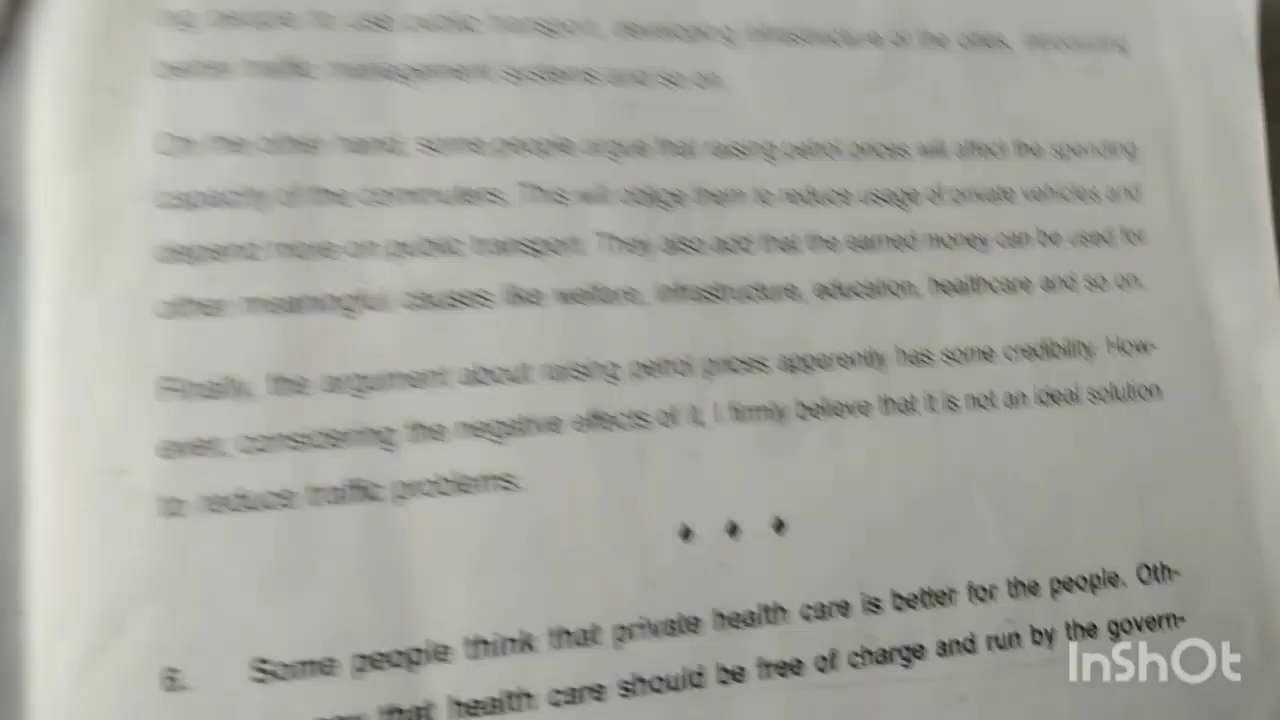 ing people to use public transport, developing infrastructure of the cities,
better traffic management systems and so on.
On the other hand, some people argue that raising petrol prices will affect the spending
capacity of the commuters. This will oblige them to reduce usage of private vehicles and
depend more on public transport. They also add that the earned money can be used for
other meaningful causes like welfare, infrastructure, education, healthcare and so on.
Finally, the argument about raising petrol prices apparently has some credibility. How-
ever, considering the negative effects of it, I firmly believe that it is not an ideal solution
to reduce traffic problems.
6. Some people think that private health care is better for the people. Oth-
that health care should be free of charge and run by the govern-
InShOt